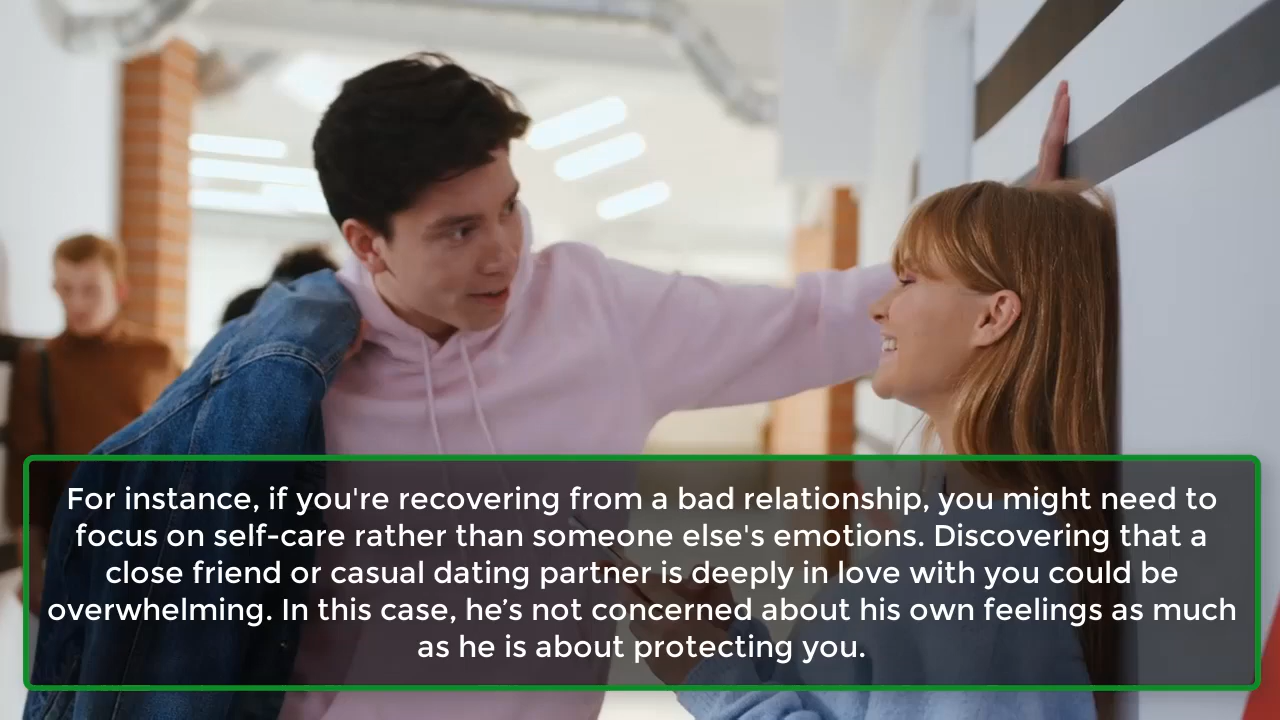 For instance, if you're recovering from a bad relationship, you might need to
focus on self-care rather than someone else's emotions. Discovering that a
close friend or casual dating partner is deeply in love with you could be
overwhelming. In this case, he’s not concerned about his own feelings as much
as he is about protecting you.